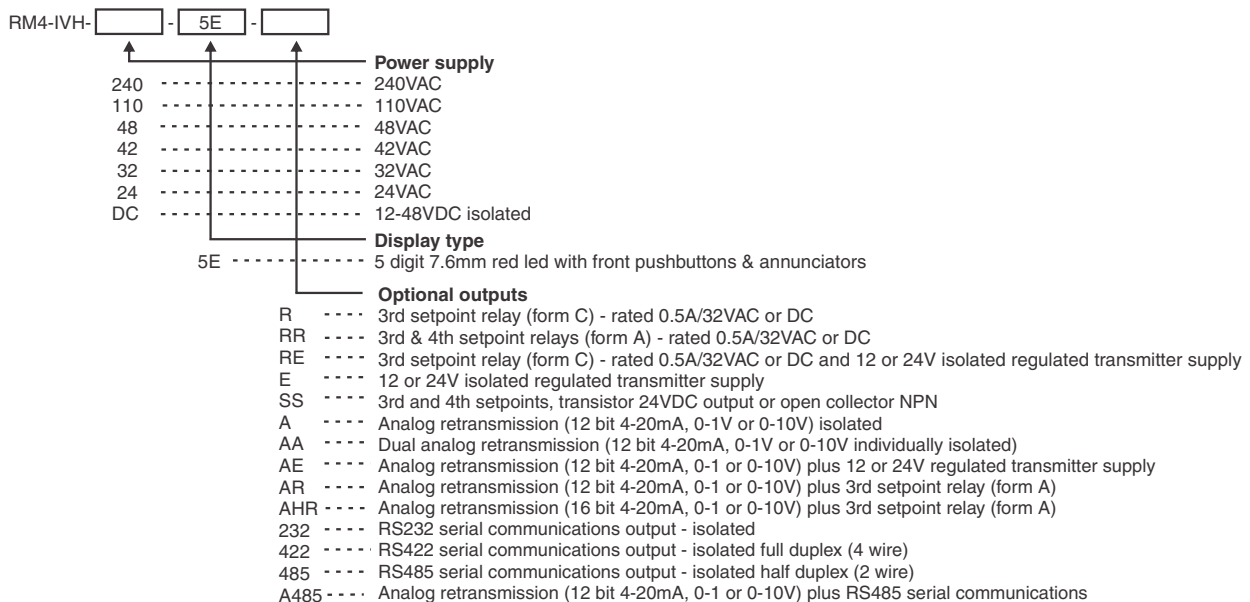 RM4-IVH- - 5E -
Power supply
240 - - - - - - - - - - - - - - - - - - - - 240VAC
110 - - - - - - - - - - - - - - - - - - - - 110VAC
48 - - - - - - - - - - - - - - - - - - - - 48VAC
42 - - - - - - - - - - - - - - - - - - - - 42VAC
32 - - - - - - - - - - - - - - - - - - - - 32VAC
24 - - - - - - - - - - - - - - - - - - - - 24VAC
DC - - - - - - - - - - - - - - - - - - - - 12-48VDC isolated
Display type
5E - - - - - - - - - - - - - 5 digit 7.6mm red led with front pushbuttons & annunciators
Optional outputs
R - - - - 3rd setpoint relay (form C) - rated 0.5A/32VAC or DC
RR - - - - 3rd & 4th setpoint relays (form A) - rated 0.5A/32VAC or DC
RE - - - - 3rd setpoint relay (form C) - rated 0.5A/32VAC or DC and 12 or 24V isolated regulated transmitter supply
E - - - - 12 or 24V isolated regulated transmitter supply
SS - - - - 3rd and 4th setpoints, transistor 24VDC output or open collector NPN
A - - - - Analog retransmission (12 bit 4-20mA, 0-1V or 0-10V) isolated
AA - - - - Dual analog retransmission (12 bit 4-20mA, 0-1V or 0-10V individually isolated)
AE - - - - Analog retransmission (12 bit 4-20mA, 0-1 or 0-10V) plus 12 or 24V regulated transmitter supply
AR - - - - Analog retransmission (12 bit 4-20mA, 0-1 or 0-10V) plus 3rd setpoint relay (form A)
AHR - - - - Analog retransmission (16 bit 4-20mA, 0-1 or 0-10V) plus 3rd setpoint relay (form A)
232 - - - - RS232 serial communications output - isolated
422 - - - - RS422 serial communications output - isolated full duplex (4 wire)
485 - - - - RS485 serial communications output - isolated half duplex (2 wire)
A485 - - - - Analog retransmission (12 bit 4-20mA, 0-1 or 0-10V) plus RS485 serial communications